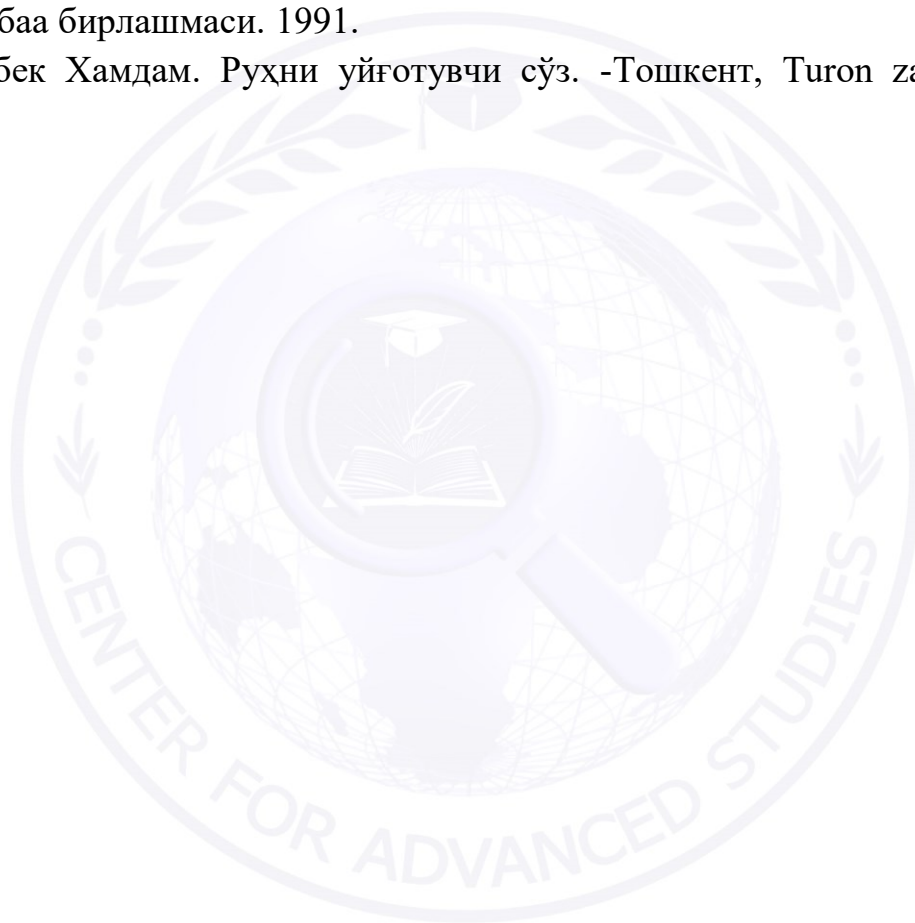 баа бирлашмаси. 1991.
бек Хамдам. Руҳни уйғотувчи сўз. -Тошкент, Turon za
CENTER FOR ADVANCED STUDIES